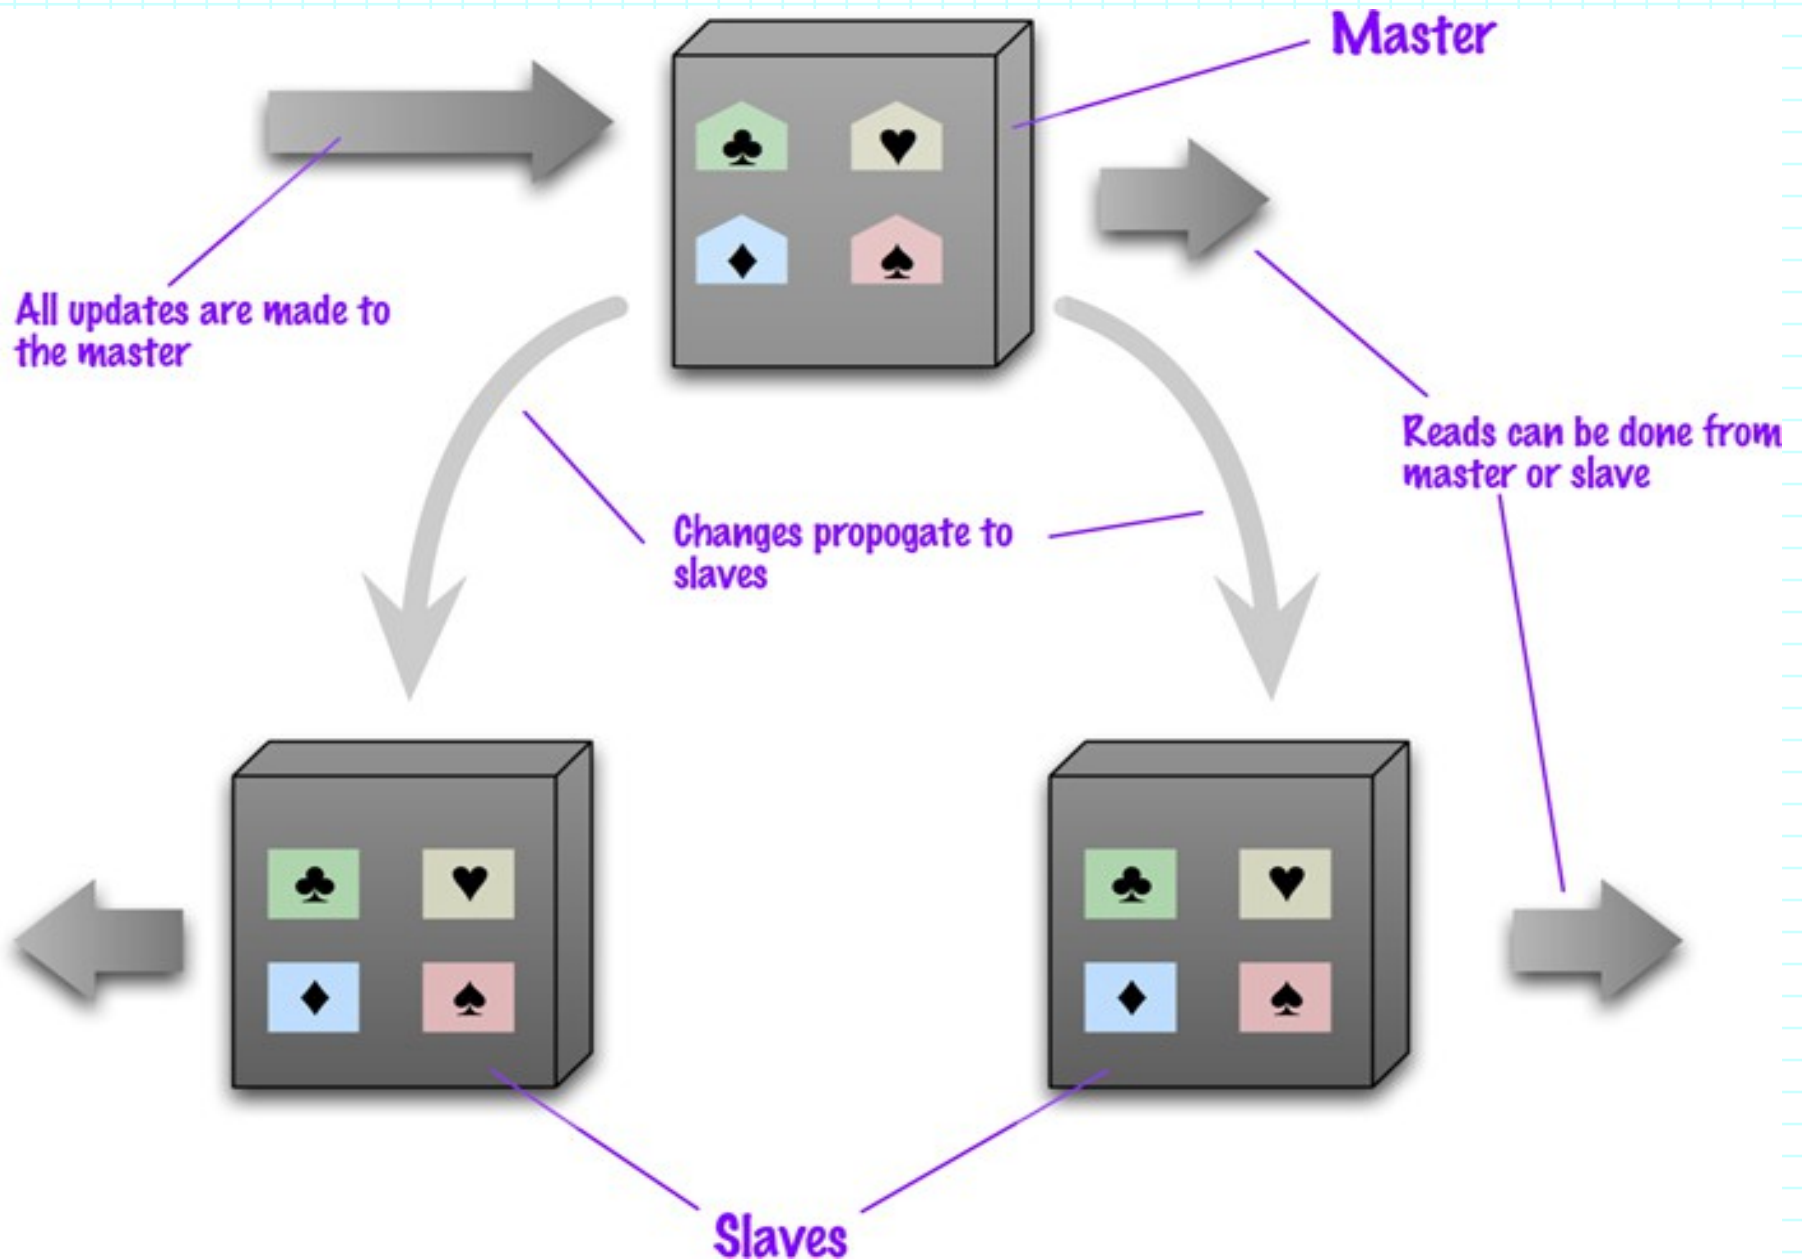 Master
All updates are made to
the master
Reads can be done from
master or slave
Changes propogate to
slaves
Slaves